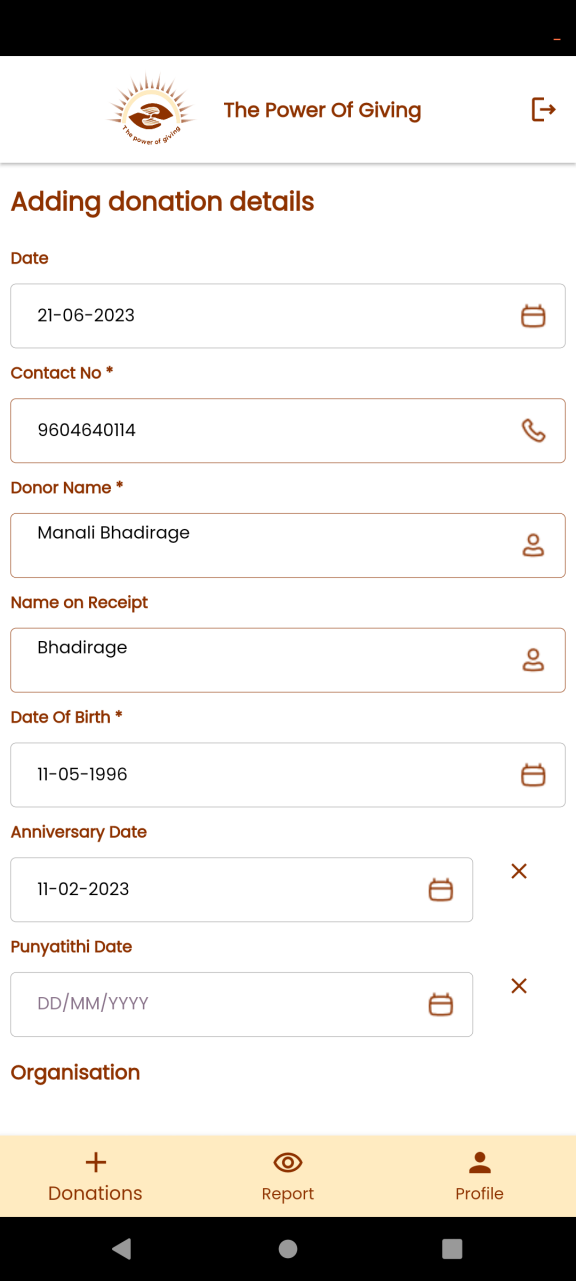 The power of giving
The Power Of Giving
Adding donation details
Date
21-06-2023
Contact No *
9604640114
Donor Name *
Manali Bhadirage
Name on Receipt
Bhadirage
Date Of Birth *
11-05-1996
Anniversary Date
11-02-2023
Punyatithi Date
DD/MM/YYYY
Organisation
Donations
Report
Profile